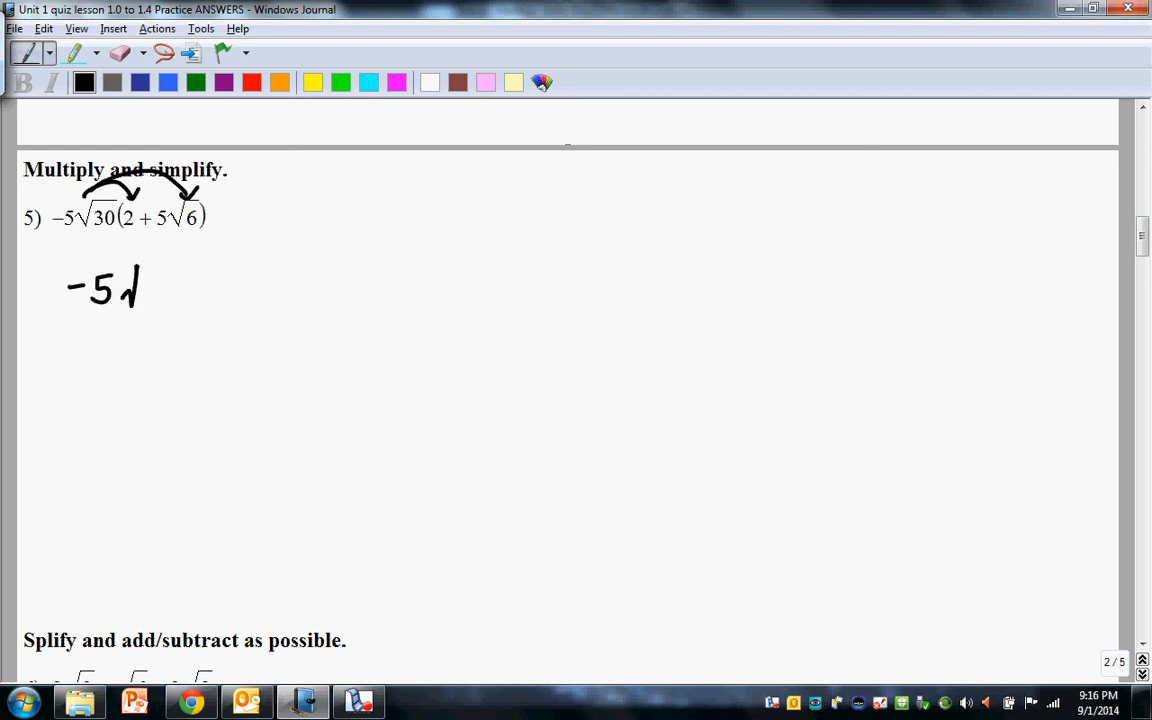 Unit 1 quiz lesson 1.0 to 1.4 Practice ANSWERS - Windows Journal
File Edit View Insert Actions Tools Help
B I
Multiply and simplify.
5) −5√30(2 + 5√6)
-5√
Splify and add/subtract as possible.
2 / 5
9:16 PM
9/1/2014